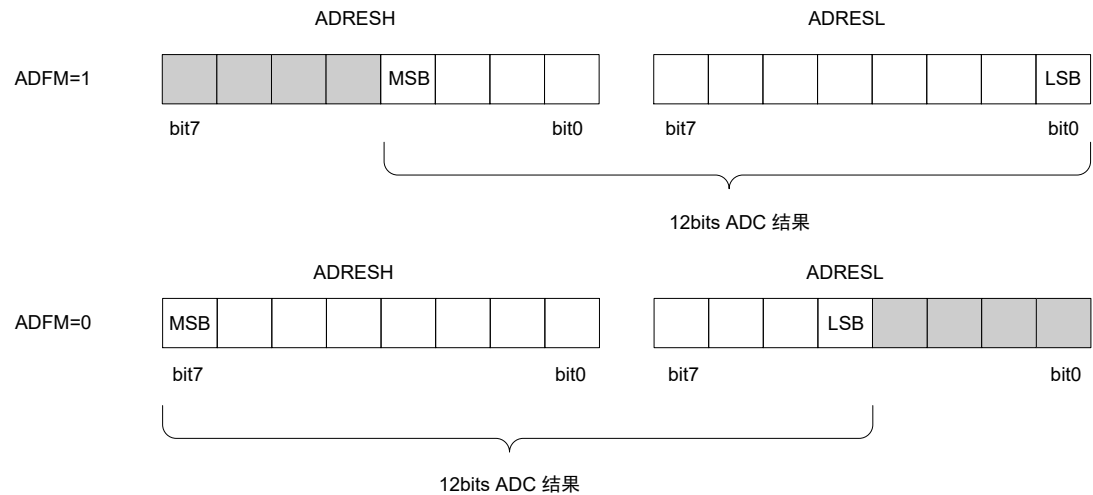 ADRESH ADRESL
ADFM=1 MSB LSB
bit7 bit0 bit7 bit0
12bits ADC 结果
ADRESH ADRESL
ADFM=0 MSB LSB
bit7 bit0 bit7 bit0
12bits ADC 结果